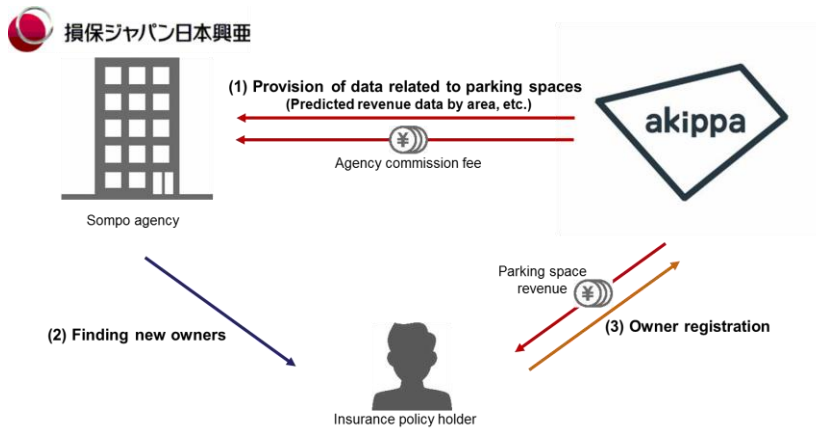 損保ジャパン日本興亜
(1) Provision of data related to parking spaces
(Predicted revenue data by area, etc.)
¥
Agency commission fee
akippa
Sompo agency
Parking space
revenue
¥
(2) Finding new owners
(3) Owner registration
Insurance policy holder